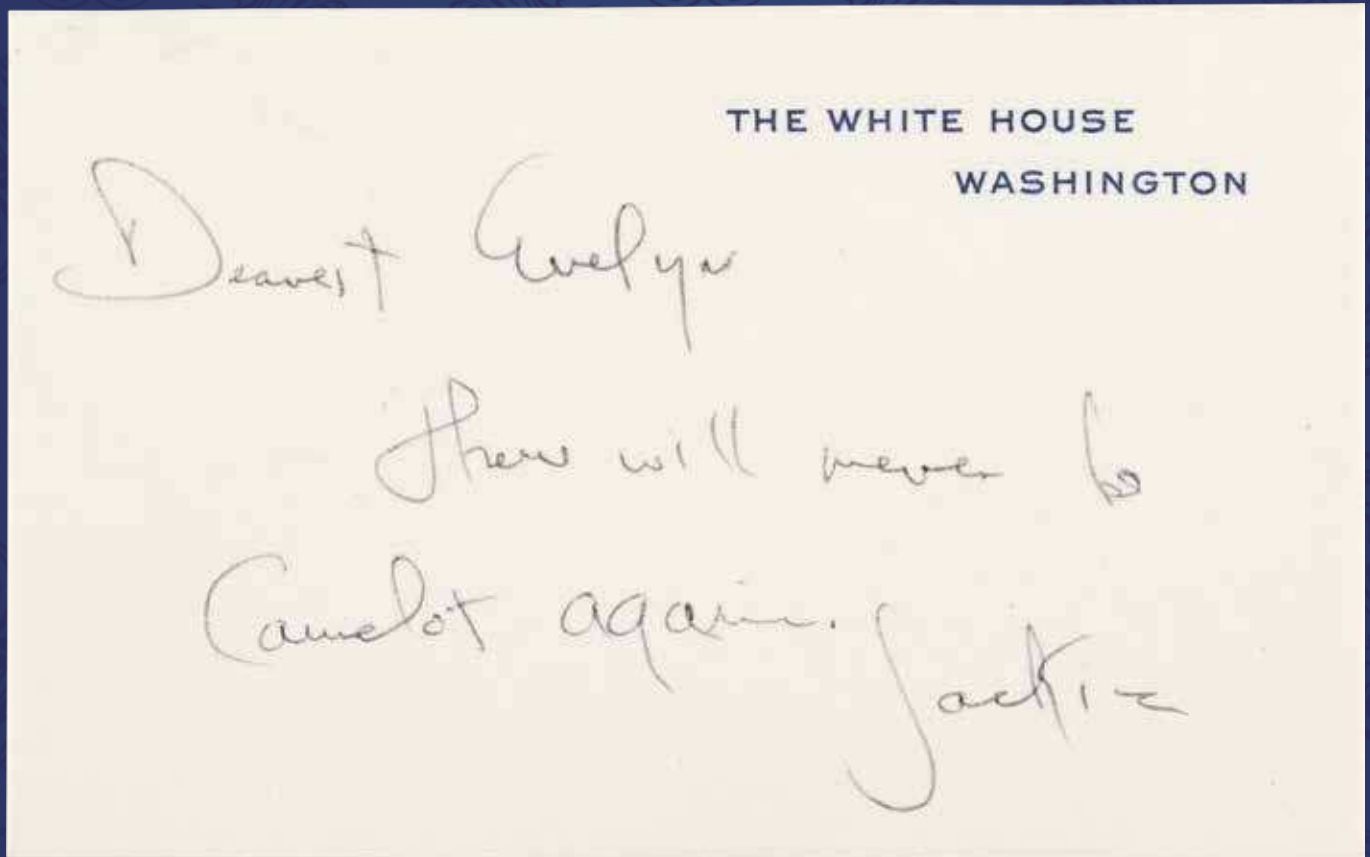 THE WHITE HOUSE
WASHINGTON
Dearest Evelyn
there will never be
Camelot again.
Jackie